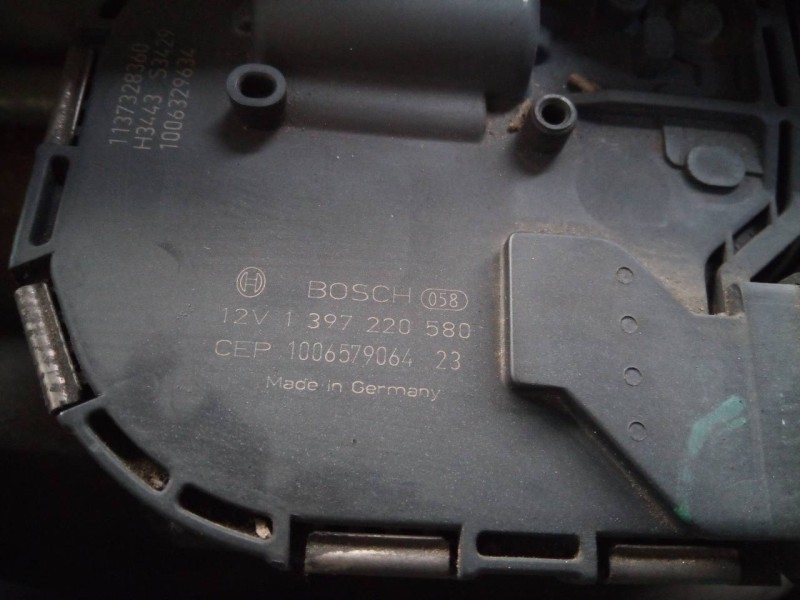 1137328360
H3443 S3429
1006329634
BOSCH 058
12V 1 397 220 580
CEP 1006579064 23
Made in Germany